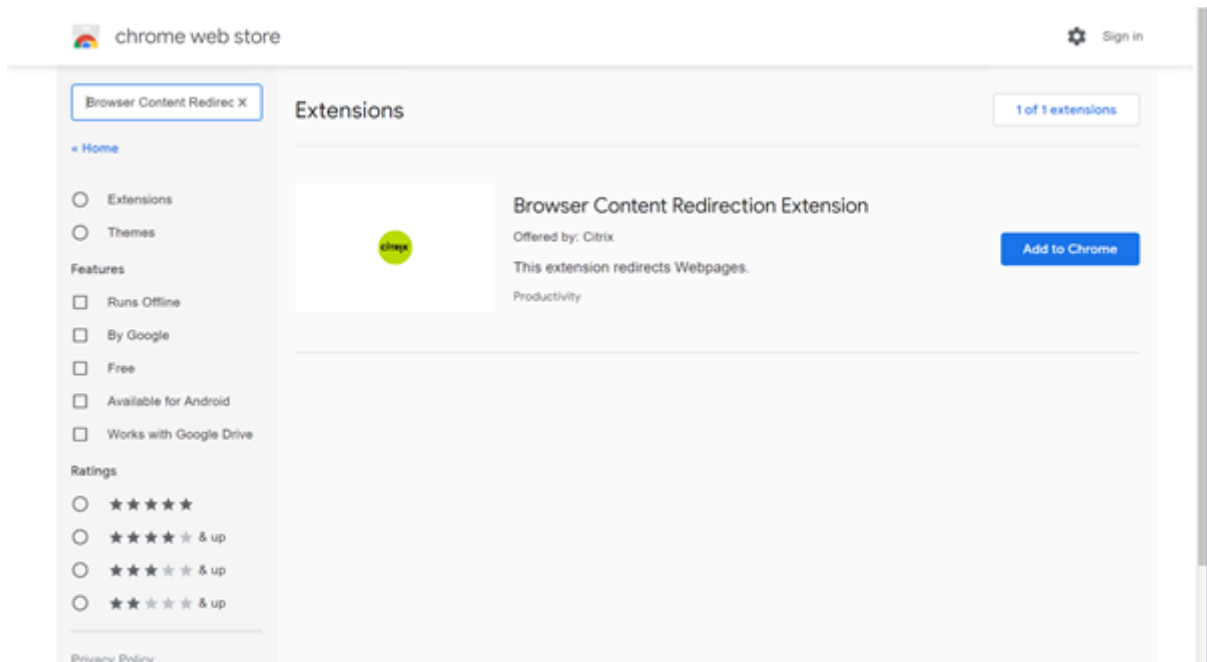 chrome web store
Sign in
Browser Content Redirec ×
« Home
Extensions
Themes
Features
Runs Offline
By Google
Free
Available for Android
Works with Google Drive
Ratings
& up
& up
& up
Privacy Policy
Extensions
1 of 1 extensions
citrix
Browser Content Redirection Extension
Offered by: Citrix
This extension redirects Webpages.
Productivity
Add to Chrome